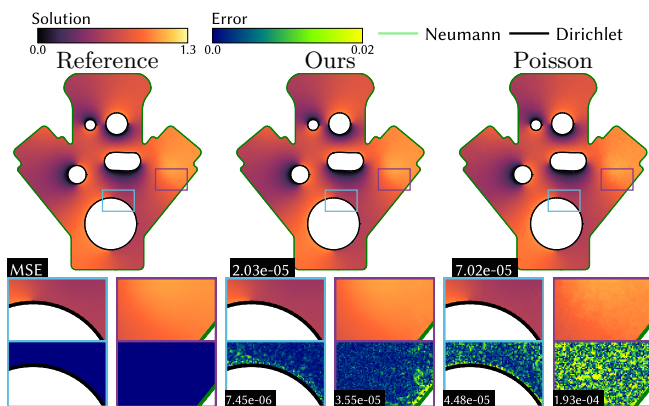 Solution
0.0
1.3
Error
0.0
0.02
Neumann
Dirichlet
Reference
Ours
Poisson
MSE
2.03e-05
7.02e-05
7.45e-06
3.55e-05
4.48e-05
1.93e-04